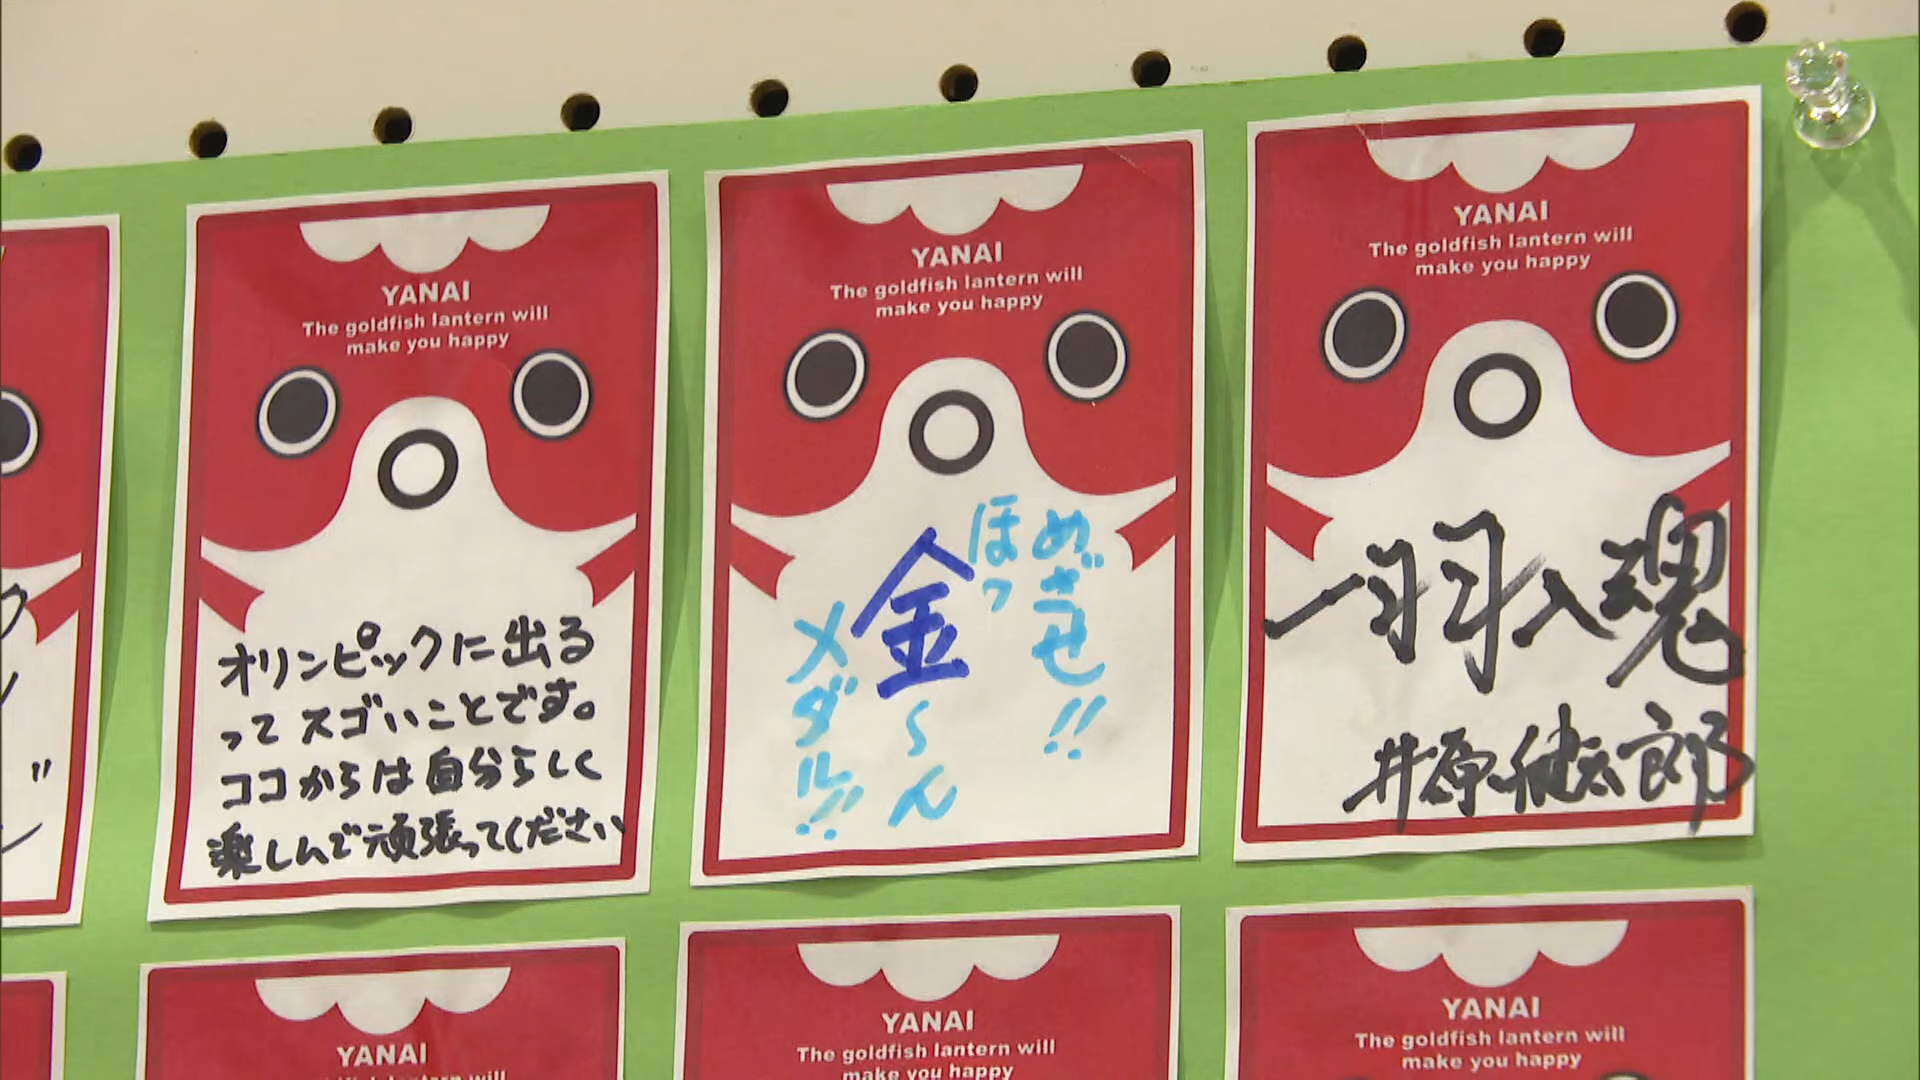 YANAI
The goldfish lantern will
make you happy
オリンピックに出る
ってスゴいことです。
ココからは自分らしく
楽しんで頑張ってください
YANAI
The goldfish lantern will
make you happy
めざせ!!
ほっ
金〜ん
メダル!!
YANAI
The goldfish lantern will
make you happy
一羽入魂
井原健太郎
YANAI
YANAI
The goldfish lantern will
make you happy
YANAI
The goldfish lantern will
make you happy